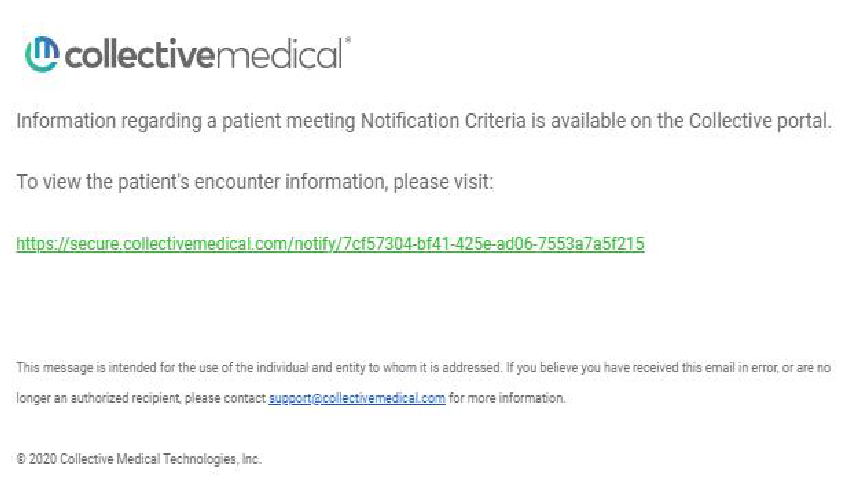 collectivemedical®
Information regarding a patient meeting Notification Criteria is available on the Collective portal.
To view the patient's encounter information, please visit:
https://secure.collectivemedical.com/notify/7cf57304-bf41-425e-ad06-7553a7a5f215
This message is intended for the use of the individual and entity to whom it is addressed. If you believe you have received this email in error, or are no
longer an authorized recipient, please contact support@collectivemedical.com for more information.
© 2020 Collective Medical Technologies, Inc.